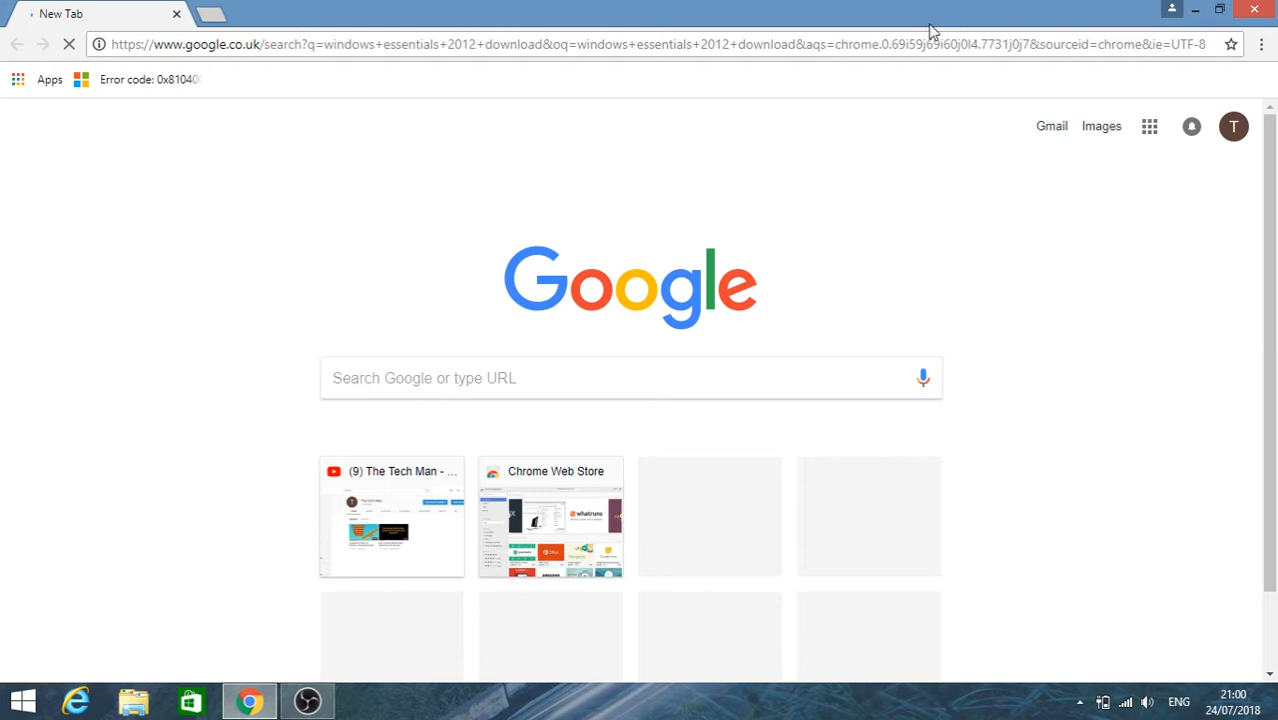 New Tab
https://www.google.co.uk/search?q=windows+essentials+2012+download&oq=windows+essentials+2012+download&aqs=chrome.0.69i59j69i60j0l4.7731j0j7&sourceid=chrome&ie=UTF-8
Apps
Error code: 0x81040
Gmail
Images
T
Google
Search Google or type URL
(9) The Tech Man - ...
Chrome Web Store
whatruns
ENG
21:00
24/07/2018